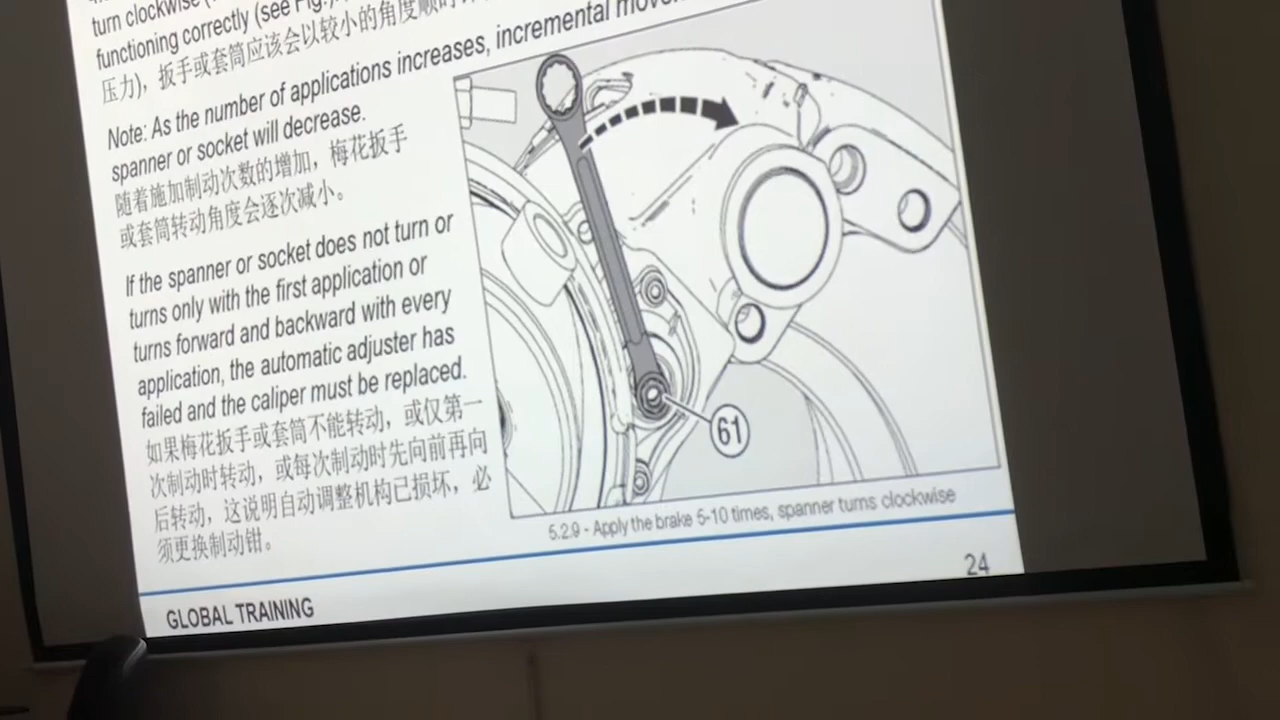 turn clockwise
functioning correctly (see Fig.
扳手或套筒应该会以较小的角度顺时
压力)，
Note: As the number of applications increases, incremental
spanner or socket will decrease.
随着施加制动次数的增加，梅花扳手
或套筒转动角度会逐次减小。
If the spanner or socket does not turn or
turns only with the first application or
turns forward and backward with every
application, the automatic adjuster has
failed and the caliper must be replaced.
如果梅花扳手或套筒不能转动，或仅第一
次制动时转动，或每次制动时先向前再向
后转动，这说明自动调整机构已损坏，必
须更换制动钳。
61
5.2.9 - Apply the brake 5-10 times, spanner turns clockwise
24
GLOBAL TRAINING